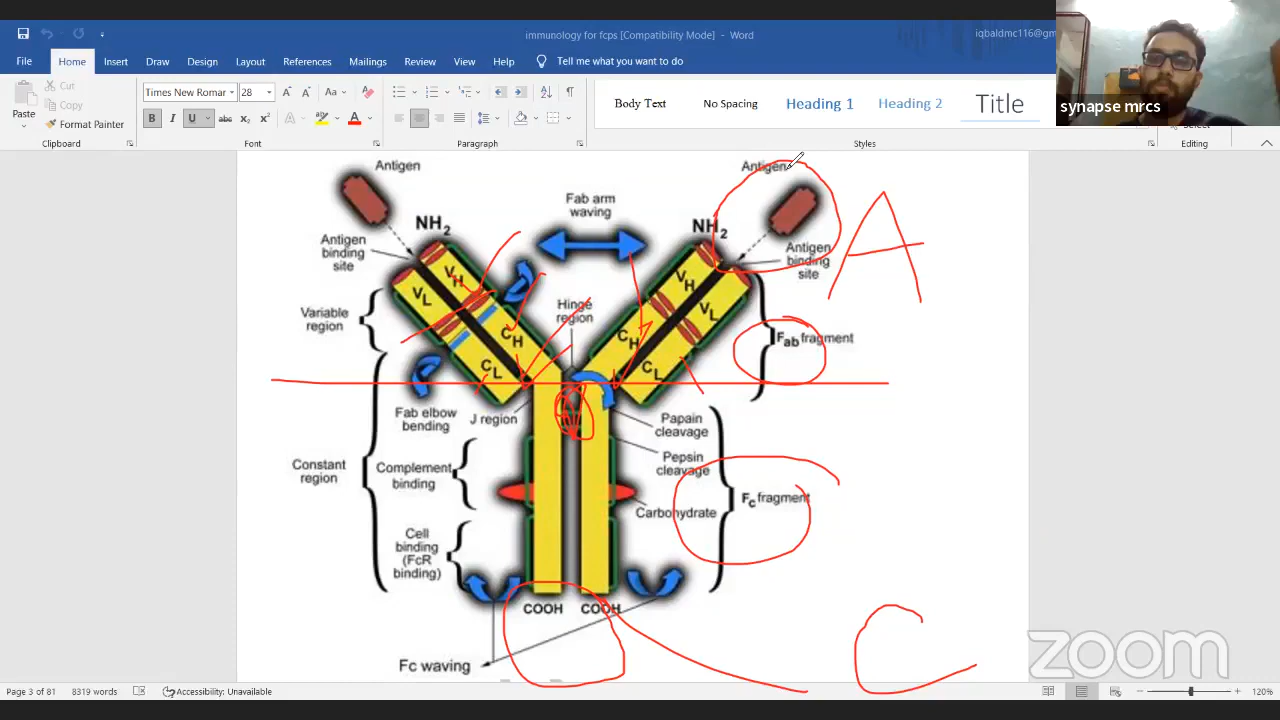 immunology for fcps [Compatibility Mode] - Word
iqbaldmc116@gm
File Home Insert Draw Design Layout References Mailings Review View Help Tell me what you want to do
Paste
Cut
Copy
Format Painter
Clipboard
Times New Romar 28
Aa
B I U abc x₂ x²
Font
Paragraph
Body Text No Spacing Heading 1 Heading 2 Title
Styles
Editing
synapse mrcs
Antigen
Antigen
Fab arm
waving
NH2
NH2
Antigen
binding
site
Antigen
binding
site
VH
VL
VH
VL
Variable
region
Hinge
region
CH
CL
CH
CL
Fab fragment
A
Fab elbow
bending
J region
Papain
cleavage
Pepsin
cleavage
Constant
region
Complement
binding
Fc fragment
Carbohydrate
Cell
binding
(FcR
binding)
COOH COOH
Fc waving
C
zoom
Page 3 of 81 8319 words Accessibility: Unavailable 120%